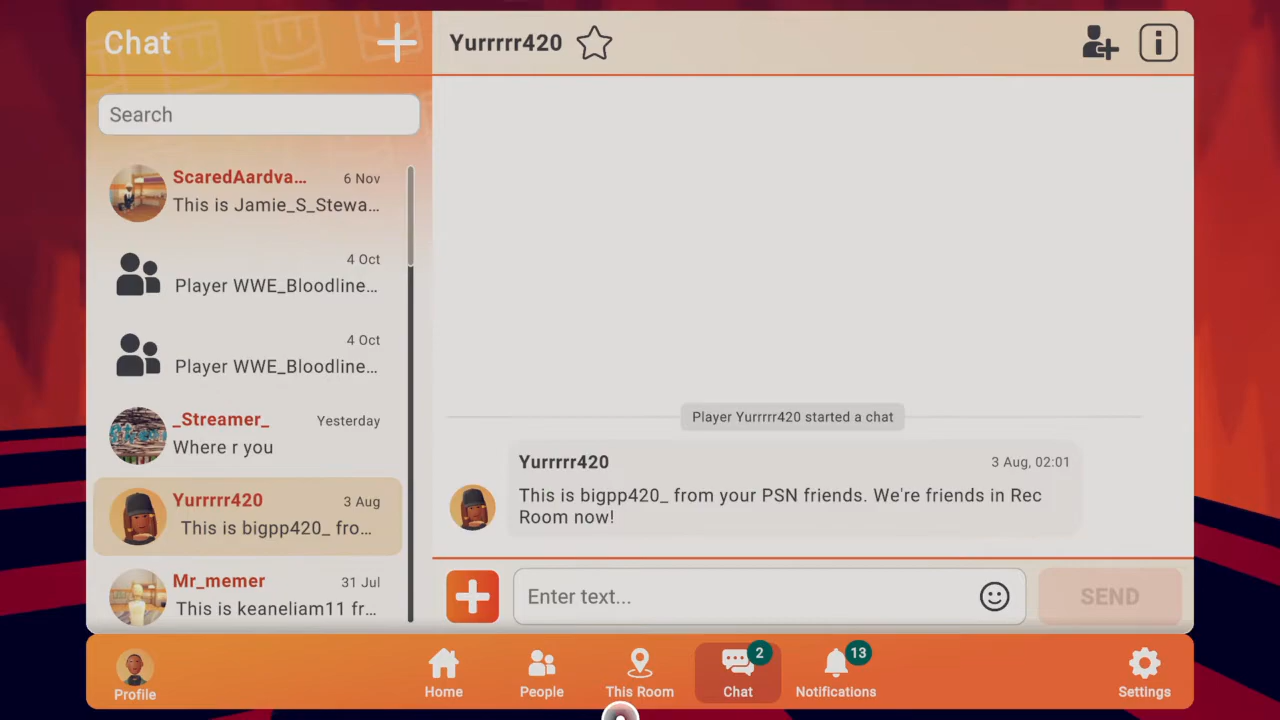 Chat
Search
ScaredAardva...
6 Nov
This is Jamie_S_Stewa...
4 Oct
Player WWE_Bloodline...
4 Oct
Player WWE_Bloodline...
_Streamer_
Yesterday
Where r you
Yurrrrr420
3 Aug
This is bigpp420_ fro...
Mr_memer
31 Jul
This is keaneliam11 fr...
Yurrrrr420
Player Yurrrrr420 started a chat
Yurrrrr420
3 Aug, 02:01
This is bigpp420_ from your PSN friends. We're friends in Rec
Room now!
Enter text...
SEND
Profile
Home
People
This Room
2
Chat
13
Notifications
Settings